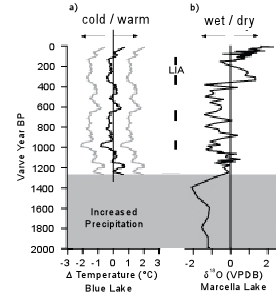 a) b)
cold / warm wet / dry
Varve Year BP
0
200
400
600
800
1000
1200
1400
1600
1800
2000
LIA
Increased
Precipitation
-3 -2 -1 0 1 2 3
-2 0 2
Δ Temperature (°C)
Blue Lake
δ¹⁸O (VPDB)
Marcella Lake